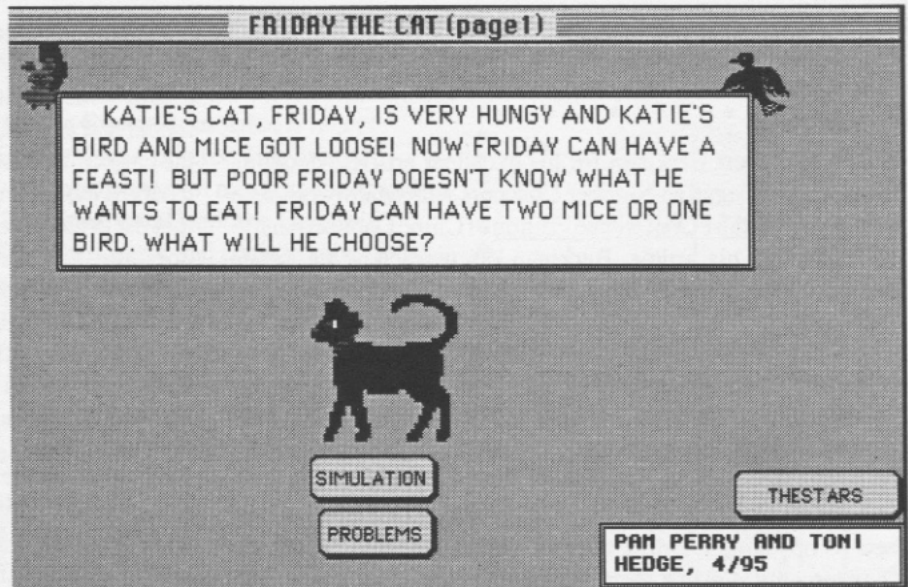 FRIDAY THE CAT (page1)
KATIE'S CAT, FRIDAY, IS VERY HUNGY AND KATIE'S
BIRD AND MICE GOT LOOSE! NOW FRIDAY CAN HAVE A
FEAST! BUT POOR FRIDAY DOESN'T KNOW WHAT HE
WANTS TO EAT! FRIDAY CAN HAVE TWO MICE OR ONE
BIRD. WHAT WILL HE CHOOSE?
SIMULATION
THESTARS
PROBLEMS
PAM PERRY AND TONI
HEDGE, 4/95